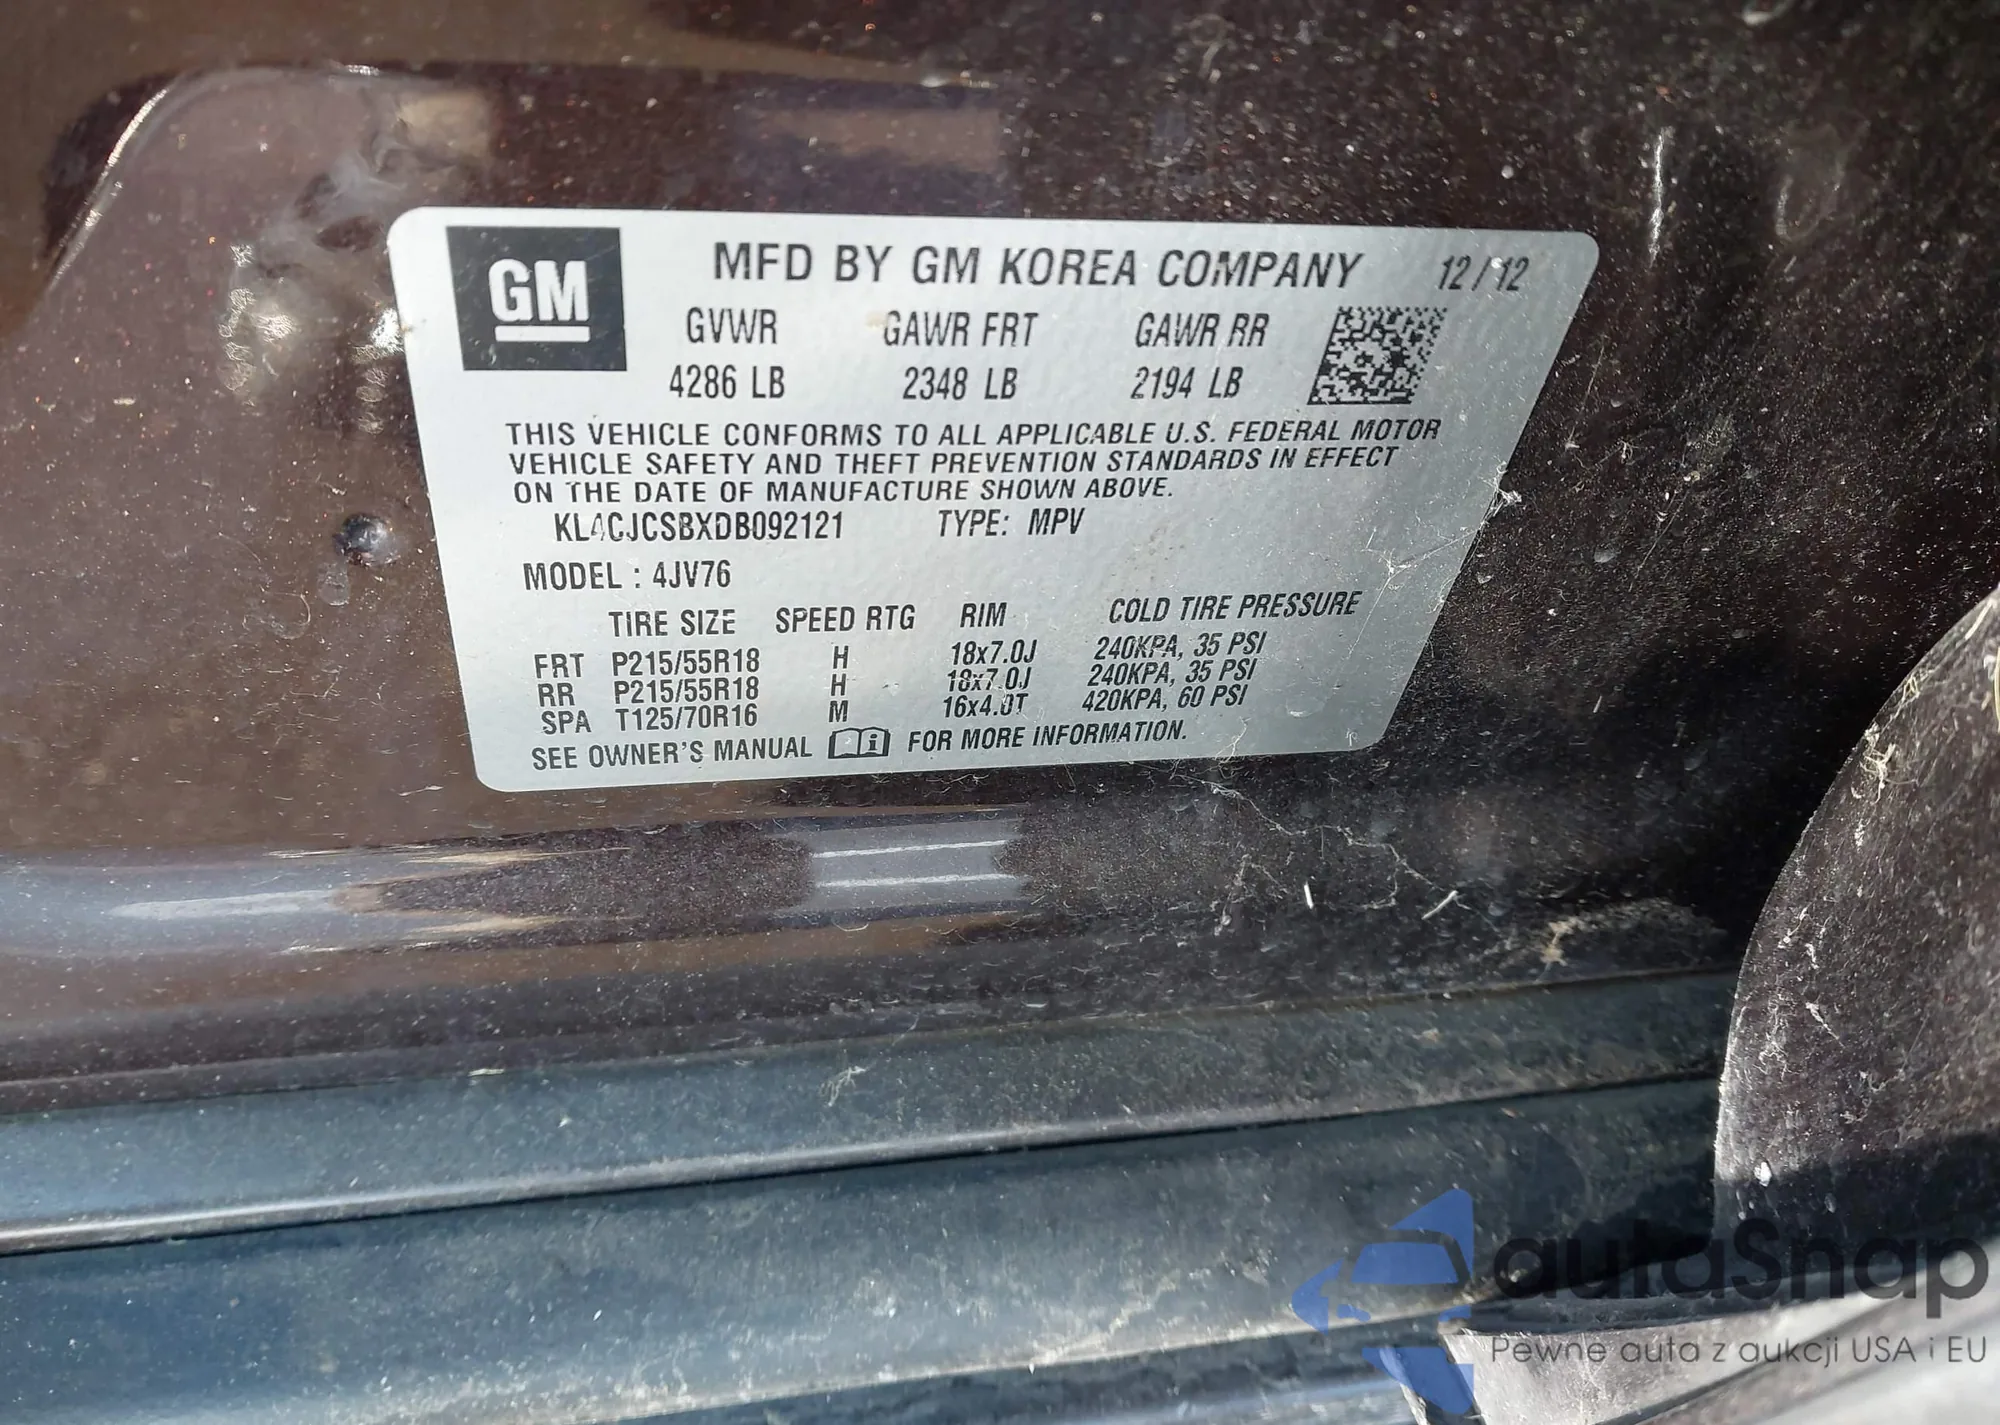 GM
MFD BY GM KOREA COMPANY 12/12
GVWR GAWR FRT GAWR RR
4286 LB 2348 LB 2194 LB
THIS VEHICLE CONFORMS TO ALL APPLICABLE U.S. FEDERAL MOTOR
VEHICLE SAFETY AND THEFT PREVENTION STANDARDS IN EFFECT
ON THE DATE OF MANUFACTURE SHOWN ABOVE.
KL4CJCSBXDB092121 TYPE: MPV
MODEL : 4JV76
TIRE SIZE SPEED RTG RIM COLD TIRE PRESSURE
FRT P215/55R18 H 18x7.0J 240KPA, 35 PSI
RR P215/55R18 H 18x7.0J 240KPA, 35 PSI
SPA T125/70R16 M 16x4.0T 420KPA, 60 PSI
SEE OWNER'S MANUAL FOR MORE INFORMATION.
autaSnap
Pewne auta z aukcji USA i EU